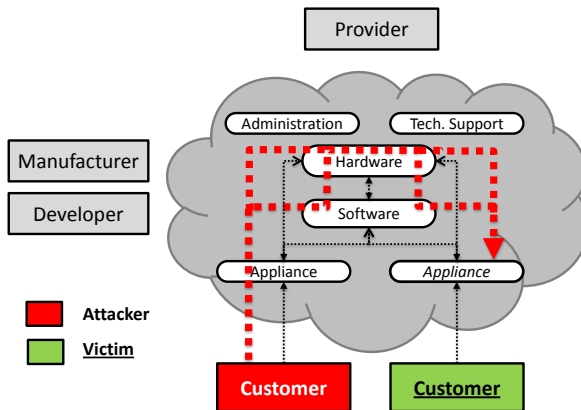 Provider
Administration
Tech. Support
Manufacturer
Hardware
Developer
Software
Appliance
Appliance
Attacker
Victim
Customer
Customer